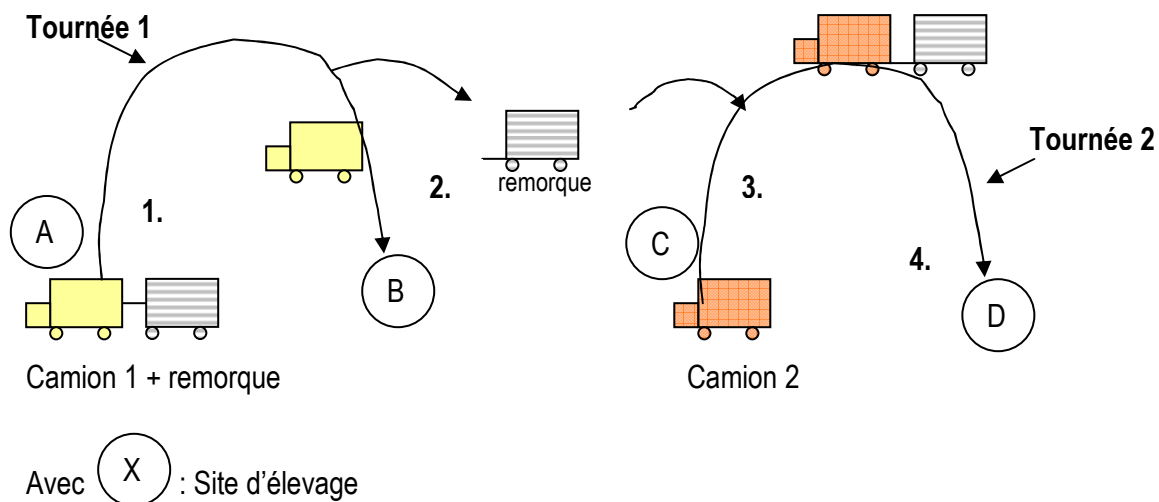 Tournée 1
Tournée 2
remorque
1.
2.
3.
4.
A
B
C
D
Camion 1 + remorque
Camion 2
Avec X : Site d'élevage